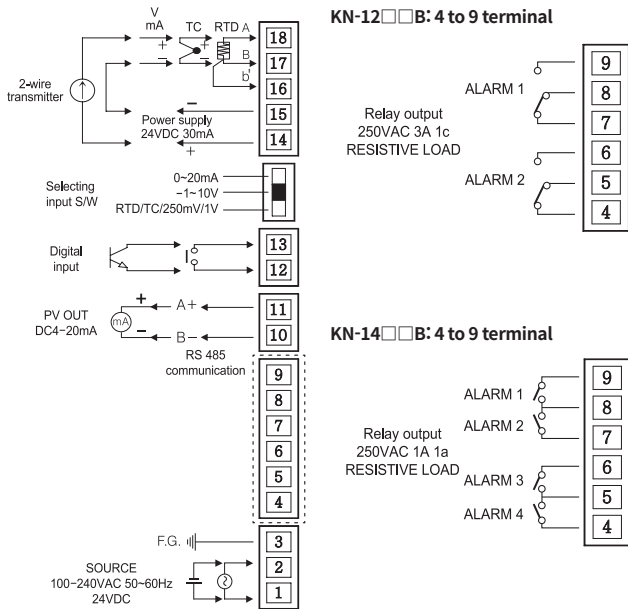 V
mA
TC
RTD
A
B
b'
+
−
+
−
18
17
16
15
14
2-wire
transmitter
−
Power supply
24VDC 30mA
+
Selecting
input S/W
0~20mA
−1~10V
RTD/TC/250mV/1V
Digital
input
13
12
PV OUT
DC4−20mA
mA
+
−
A+
B−
11
10
RS 485
communication
9
8
7
6
5
4
F.G.
3
2
1
SOURCE
100−240VAC 50~60Hz
24VDC
KN-12□□B: 4 to 9 terminal
ALARM 1
Relay output
250VAC 3A 1c
RESISTIVE LOAD
ALARM 2
9
8
7
6
5
4
KN-14□□B: 4 to 9 terminal
ALARM 1
ALARM 2
Relay output
250VAC 1A 1a
RESISTIVE LOAD
ALARM 3
ALARM 4
9
8
7
6
5
4